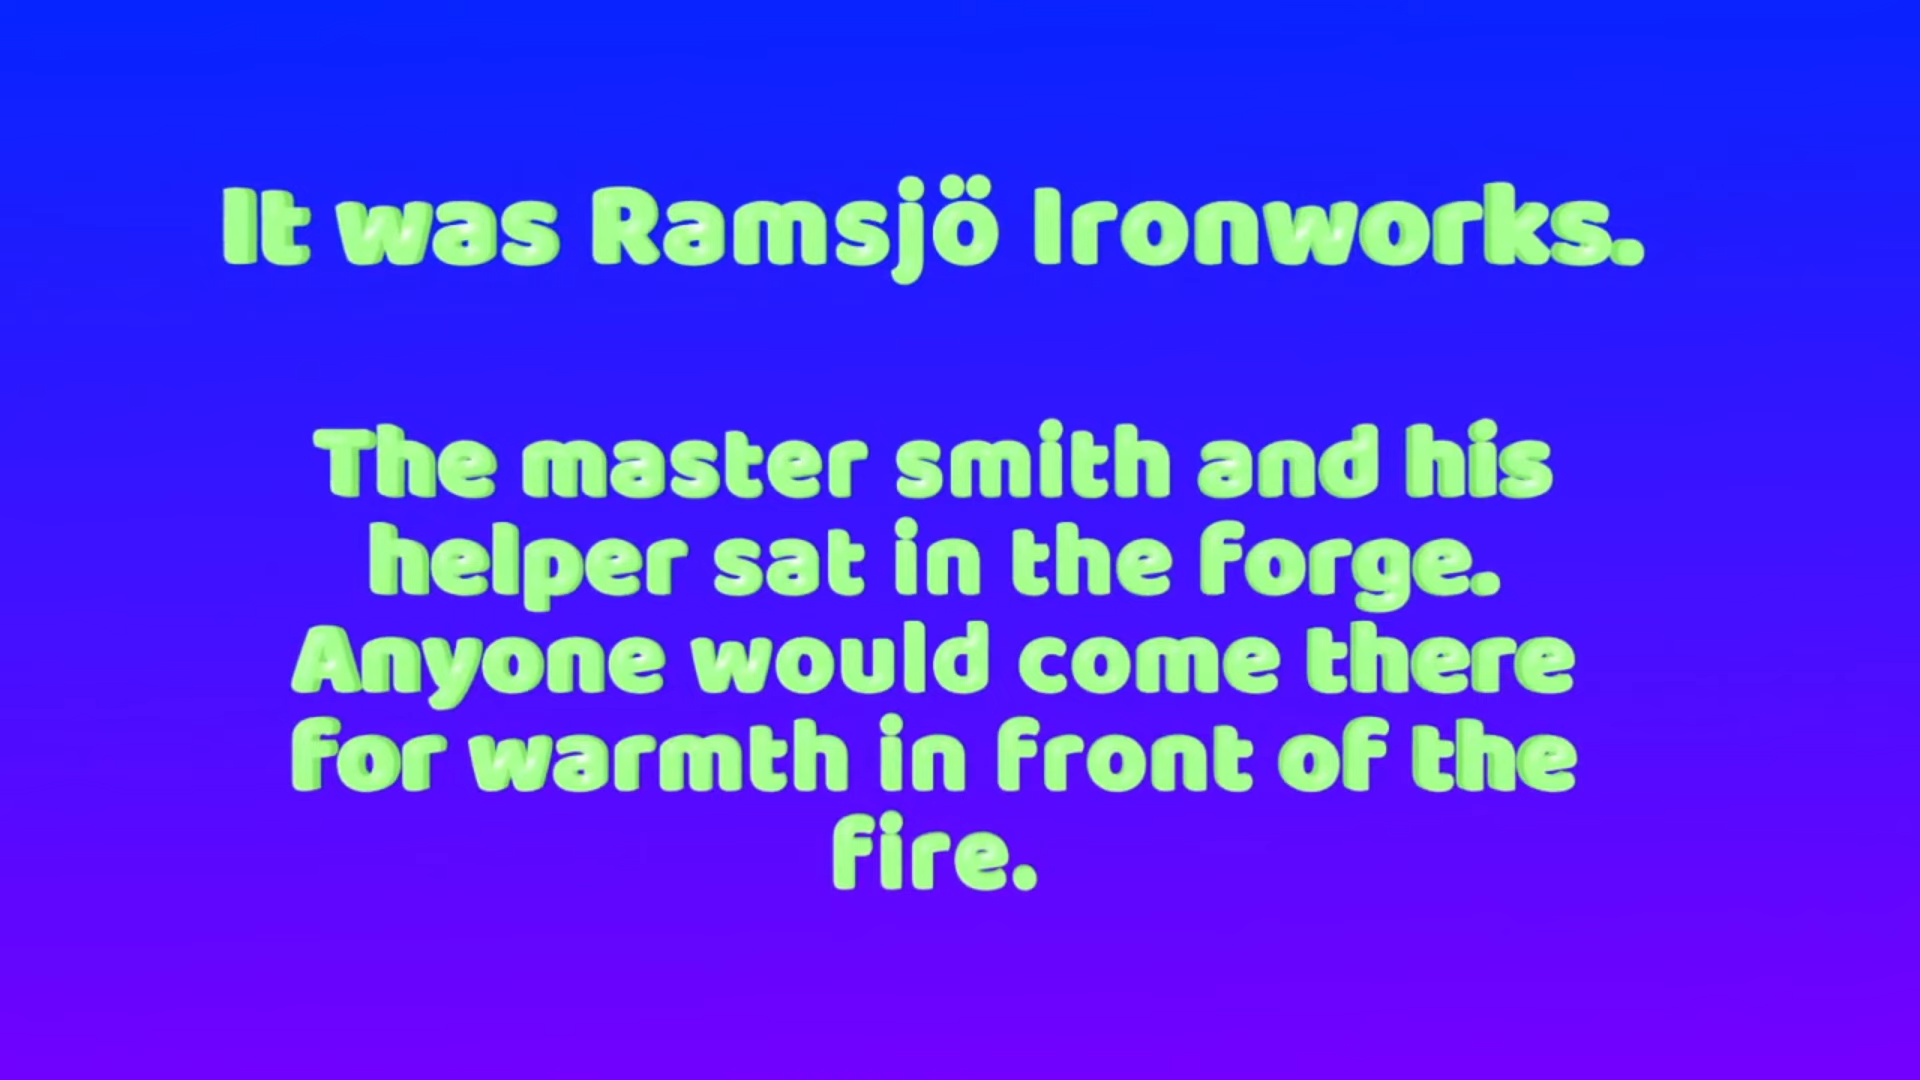 It was Ramsjö Ironworks.
The master smith and his
helper sat in the forge.
Anyone would come there
for warmth in front of the
fire.